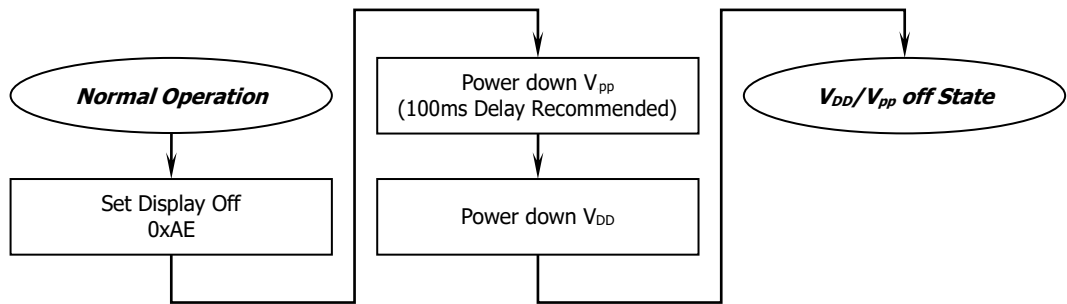 Normal Operation
Set Display Off
0xAE
Power down Vpp
(100ms Delay Recommended)
Power down VDD
VDD/Vpp off State